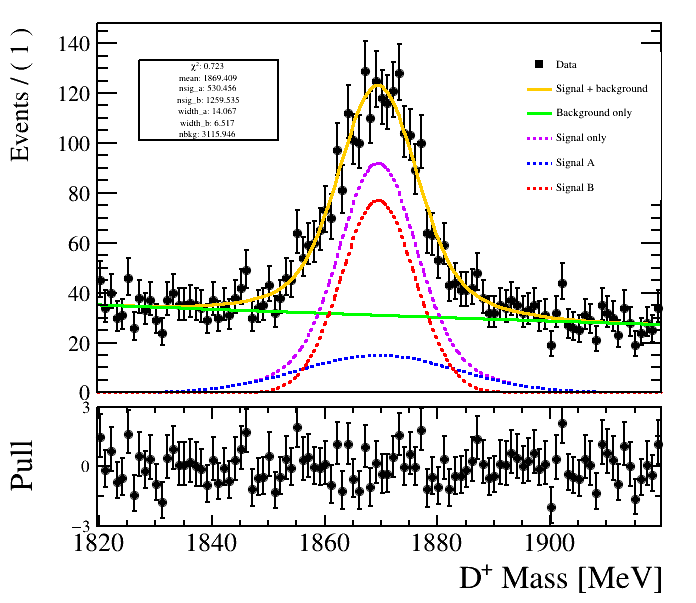 Events / ( 1 )
140
120
100
80
60
40
20
0
χ²: 0.723
mean: 1869.409
nsig_a: 530.456
nsig_b: 1259.535
width_a: 14.067
width_b: 6.517
nbkg: 3115.946
Data
Signal + background
Background only
Signal only
Signal A
Signal B
Pull
3
0
−3
1820 1840 1860 1880 1900
D⁺ Mass [MeV]